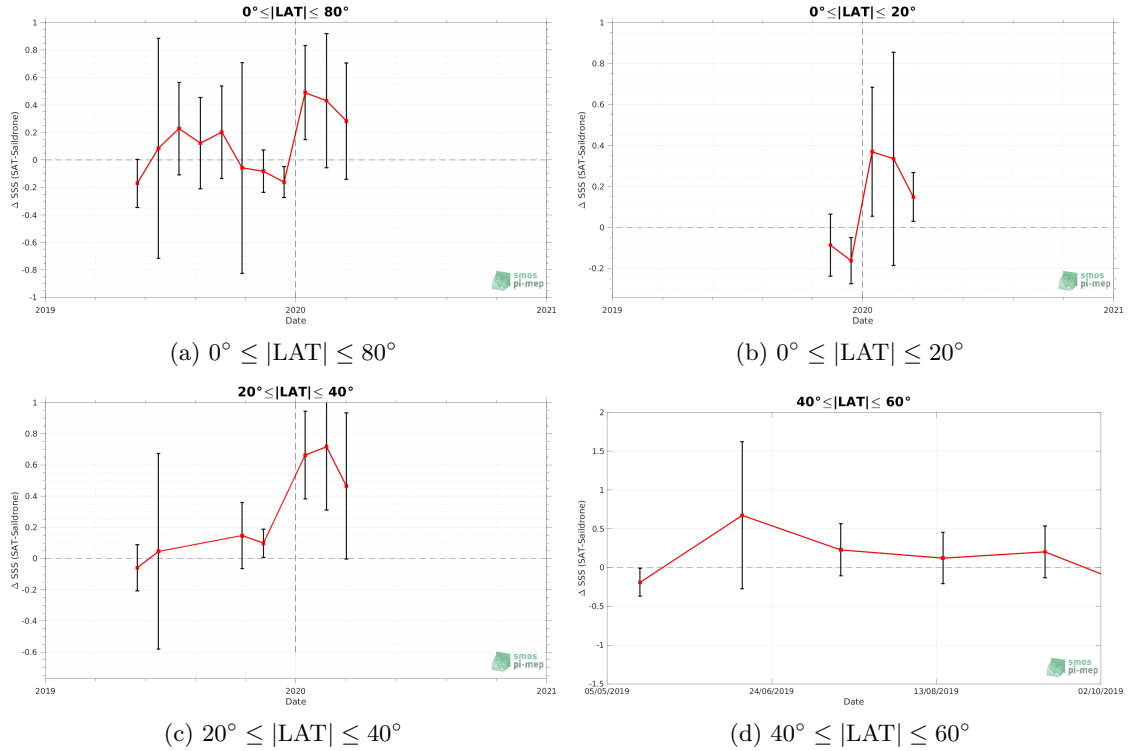 0°≤|LAT|≤ 80°
1
0.8
0.6
0.4
0.2
0
-0.2
-0.4
-0.6
-0.8
-1
Δ SSS (SAT-Saildrone)
2019
2020
2021
Date
smos
pi-mep
(a) 0° ≤ |LAT| ≤ 80°
0°≤|LAT|≤ 20°
1
0.8
0.6
0.4
0.2
0
-0.2
Δ SSS (SAT-Saildrone)
2019
2020
2021
Date
smos
pi-mep
(b) 0° ≤ |LAT| ≤ 20°
20°≤|LAT|≤ 40°
1
0.8
0.6
0.4
0.2
0
-0.2
-0.4
-0.6
Δ SSS (SAT-Saildrone)
2019
2020
2021
Date
smos
pi-mep
(c) 20° ≤ |LAT| ≤ 40°
40°≤|LAT|≤ 60°
2
1.5
1
0.5
0
-0.5
-1
-1.5
Δ SSS (SAT-Saildrone)
05/05/2019
24/06/2019
13/08/2019
02/10/2019
Date
smos
pi-mep
(d) 40° ≤ |LAT| ≤ 60°